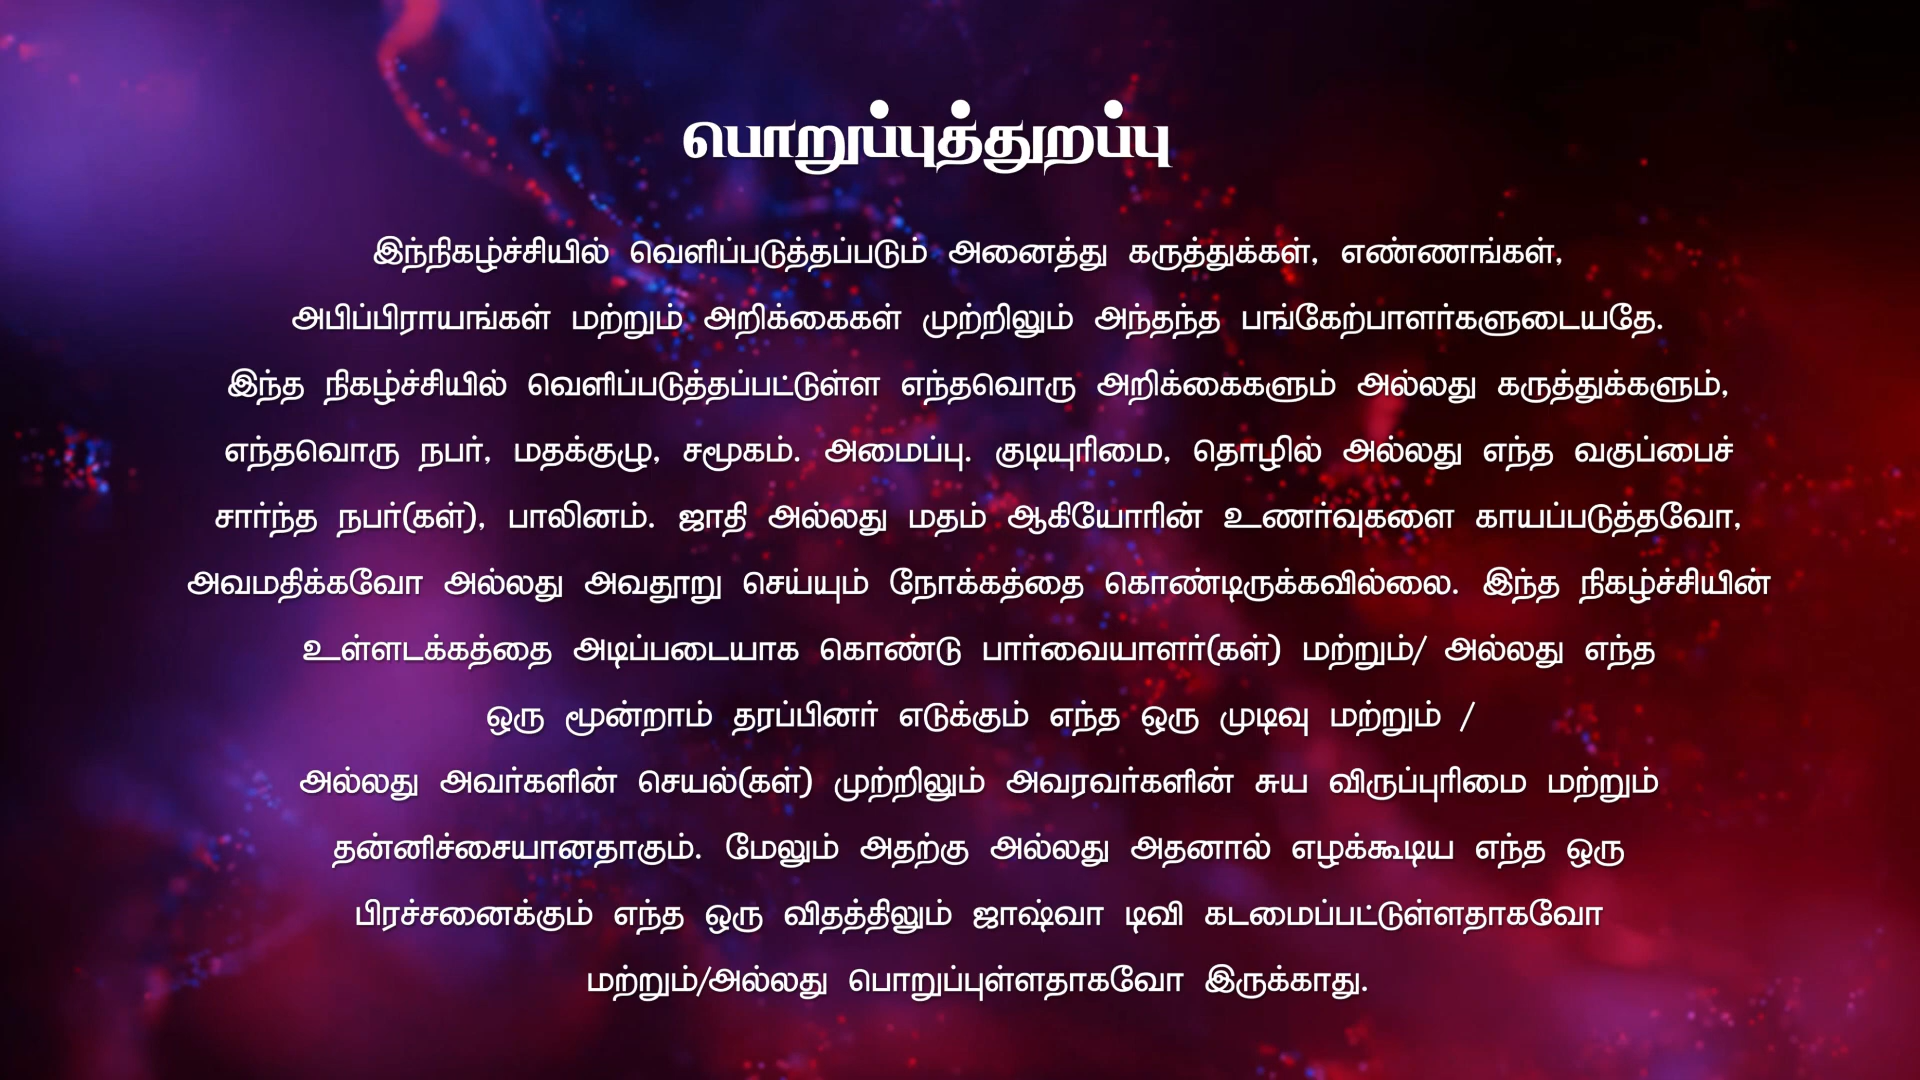 பொறுப்புத்துறப்பு
இந்நிகழ்ச்சியில் வெளிப்படுத்தப்படும் அனைத்து கருத்துக்கள், எண்ணங்கள்,
அபிப்பிராயங்கள் மற்றும் அறிக்கைகள் முற்றிலும் அந்தந்த பங்கேற்பாளர்களுடையதே.
இந்த நிகழ்ச்சியில் வெளிப்படுத்தப்பட்டுள்ள எந்தவொரு அறிக்கைகளும் அல்லது கருத்துக்களும்,
எந்தவொரு நபர், மதக்குழு, சமூகம். அமைப்பு. குடியுரிமை, தொழில் அல்லது எந்த வகுப்பைச்
சார்ந்த நபர்(கள்), பாலினம். ஜாதி அல்லது மதம் ஆகியோரின் உணர்வுகளை காயப்படுத்தவோ,
அவமதிக்கவோ அல்லது அவதூறு செய்யும் நோக்கத்தை கொண்டிருக்கவில்லை. இந்த நிகழ்ச்சியின்
உள்ளடக்கத்தை அடிப்படையாக கொண்டு பார்வையாளர்(கள்) மற்றும்/ அல்லது எந்த
ஒரு மூன்றாம் தரப்பினர் எடுக்கும் எந்த ஒரு முடிவு மற்றும் /
அல்லது அவர்களின் செயல்(கள்) முற்றிலும் அவரவர்களின் சுய விருப்புரிமை மற்றும்
தன்னிச்சையானதாகும். மேலும் அதற்கு அல்லது அதனால் எழக்கூடிய எந்த ஒரு
பிரச்சனைக்கும் எந்த ஒரு விதத்திலும் ஜாஷ்வா டிவி கடமைப்பட்டுள்ளதாகவோ
மற்றும்/அல்லது பொறுப்புள்ளதாகவோ இருக்காது.